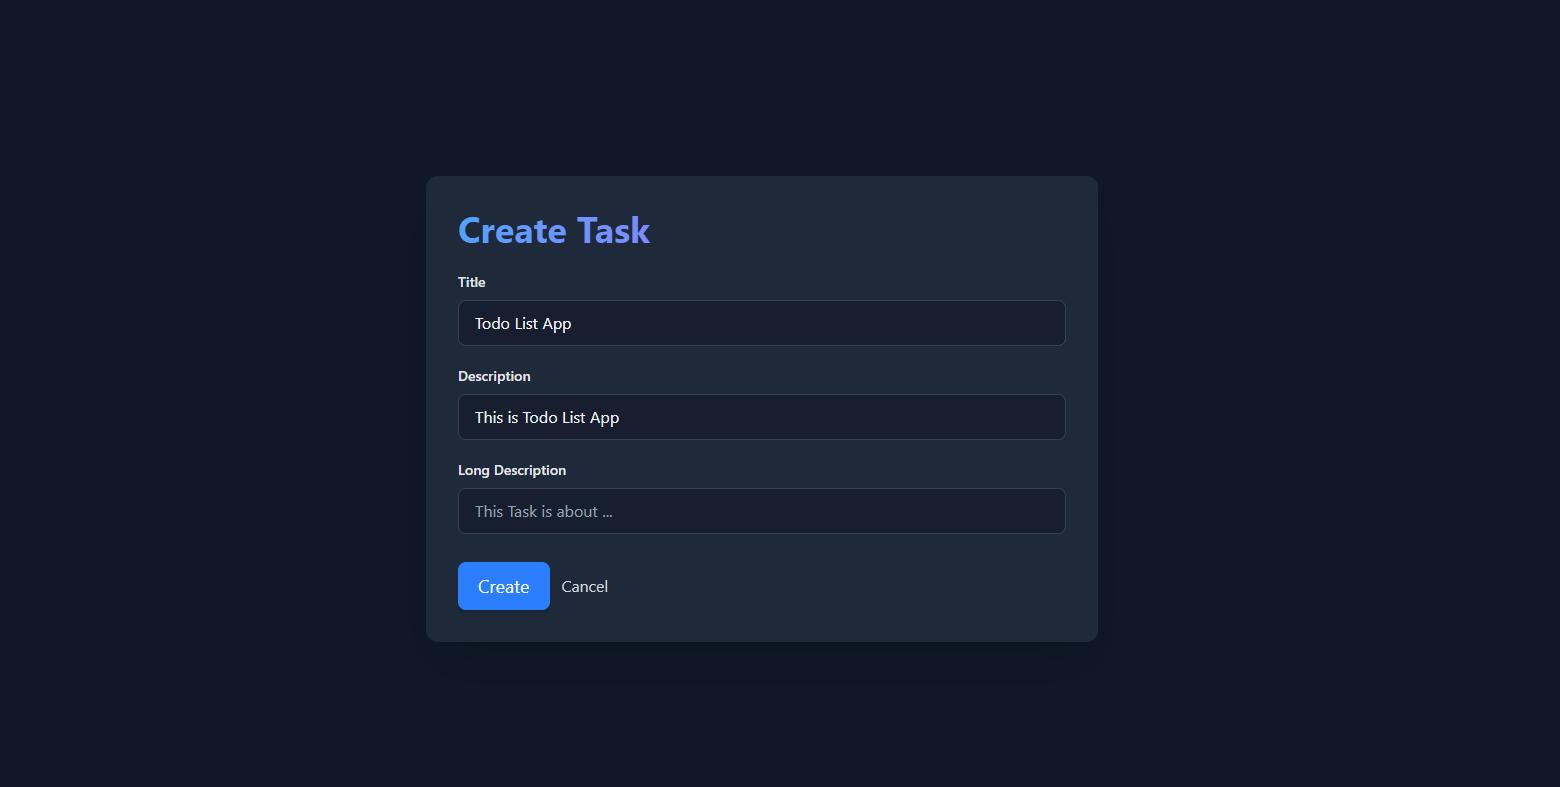 Create Task
Title
Todo List App
Description
This is Todo List App
Long Description
This Task is about ...
Create Cancel